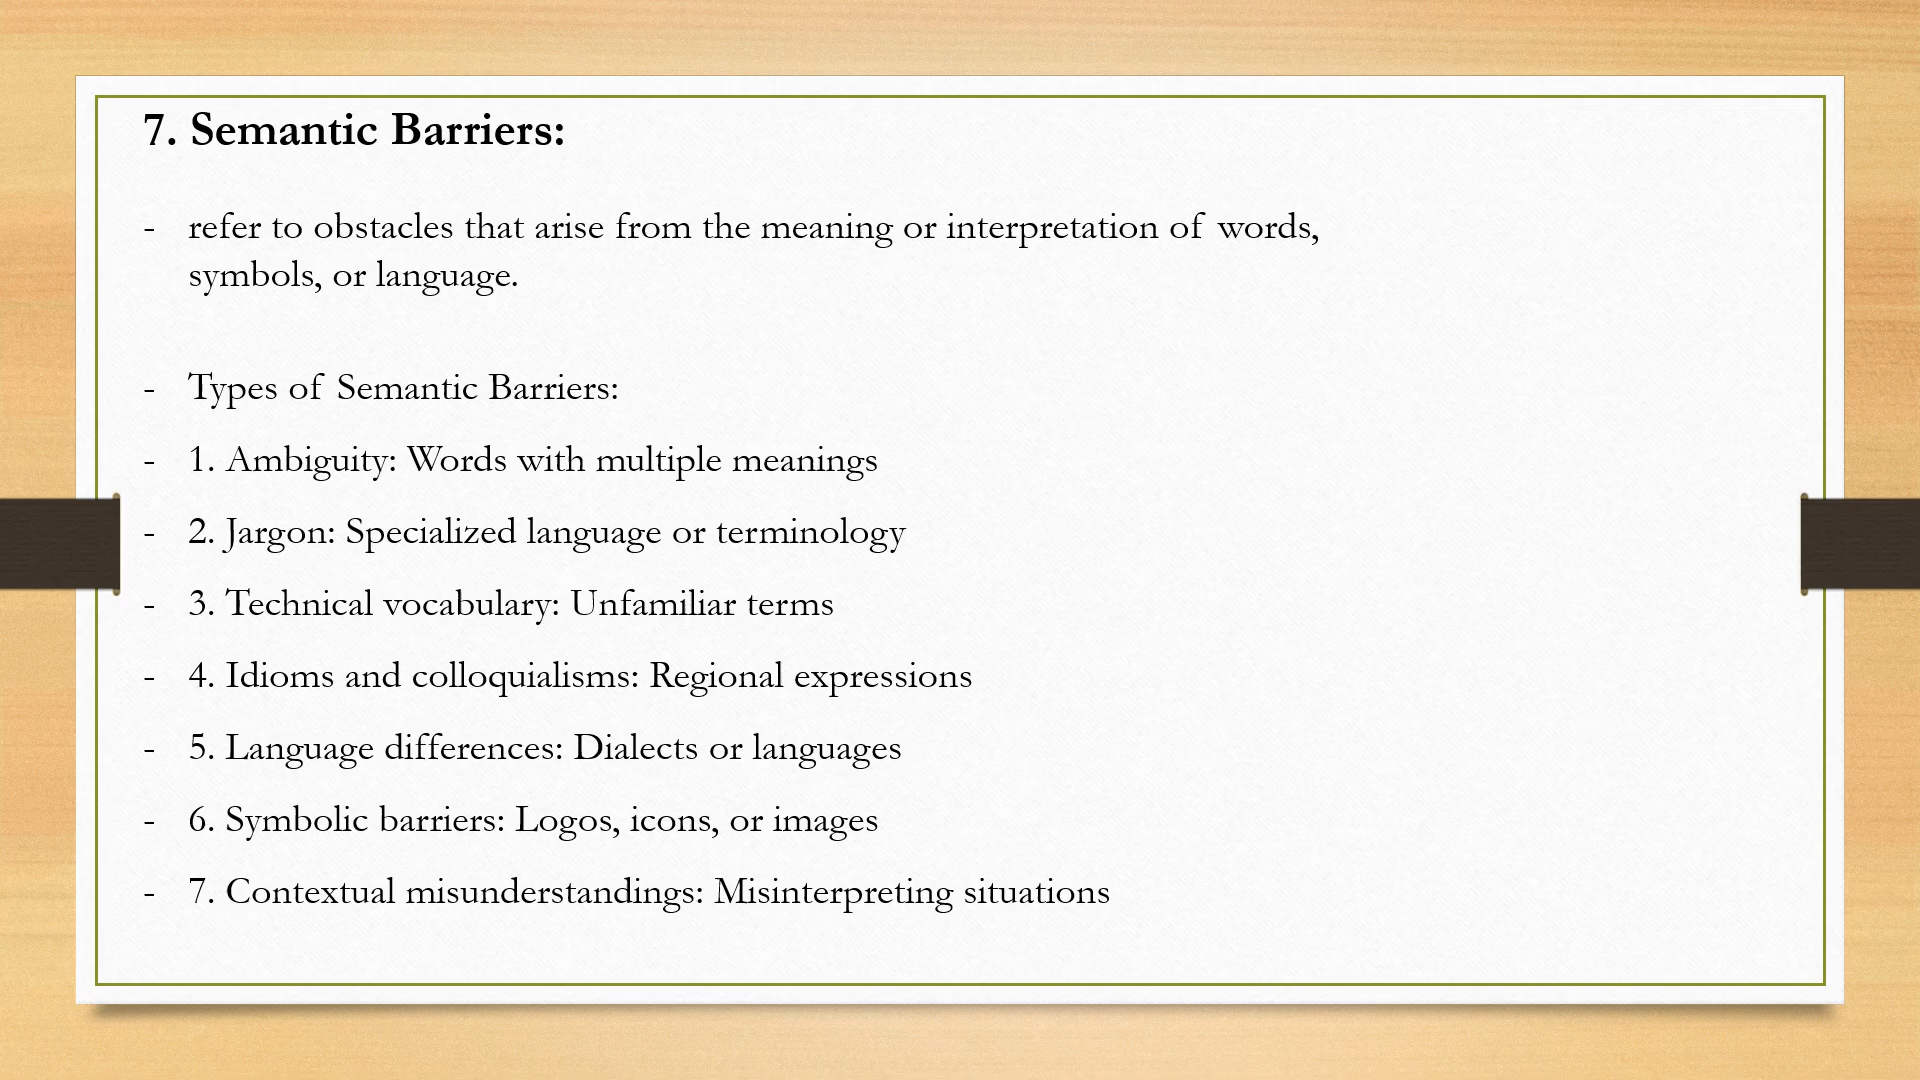 7. Semantic Barriers:
- refer to obstacles that arise from the meaning or interpretation of words,
symbols, or language.
- Types of Semantic Barriers:
- 1. Ambiguity: Words with multiple meanings
- 2. Jargon: Specialized language or terminology
- 3. Technical vocabulary: Unfamiliar terms
- 4. Idioms and colloquialisms: Regional expressions
- 5. Language differences: Dialects or languages
- 6. Symbolic barriers: Logos, icons, or images
- 7. Contextual misunderstandings: Misinterpreting situations